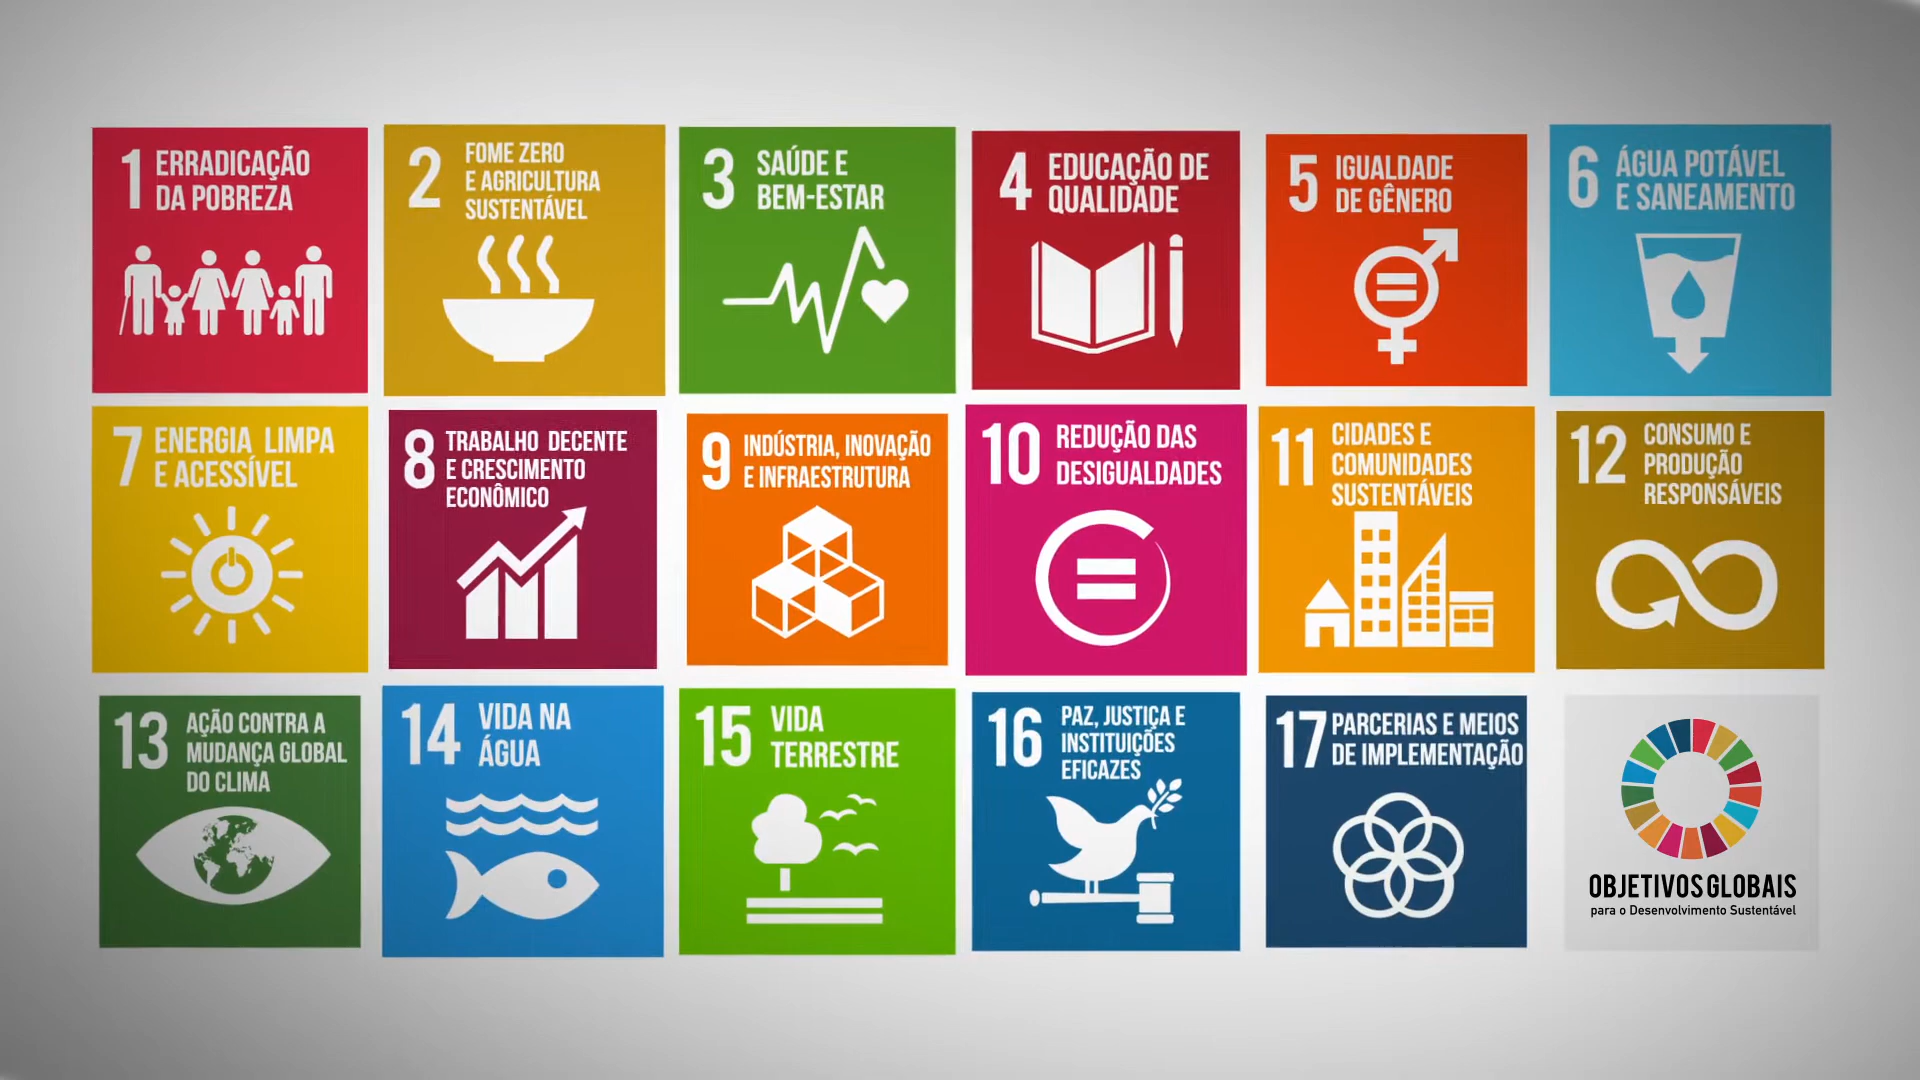 1 ERRADICAÇÃO
DA POBREZA
2 FOME ZERO
E AGRICULTURA
SUSTENTÁVEL
3 SAÚDE E
BEM-ESTAR
4 EDUCAÇÃO DE
QUALIDADE
5 IGUALDADE
DE GÊNERO
6 ÁGUA POTÁVEL
E SANEAMENTO
7 ENERGIA LIMPA
E ACESSÍVEL
8 TRABALHO DECENTE
E CRESCIMENTO
ECONÔMICO
9 INDÚSTRIA, INOVAÇÃO
E INFRAESTRUTURA
10 REDUÇÃO DAS
DESIGUALDADES
11 CIDADES E
COMUNIDADES
SUSTENTÁVEIS
12 CONSUMO E
PRODUÇÃO
RESPONSÁVEIS
13 AÇÃO CONTRA A
MUDANÇA GLOBAL
DO CLIMA
14 VIDA NA
ÁGUA
15 VIDA
TERRESTRE
16 PAZ, JUSTIÇA E
INSTITUIÇÕES
EFICAZES
17 PARCERIAS E MEIOS
DE IMPLEMENTAÇÃO
OBJETIVOS GLOBAIS
para o Desenvolvimento Sustentável